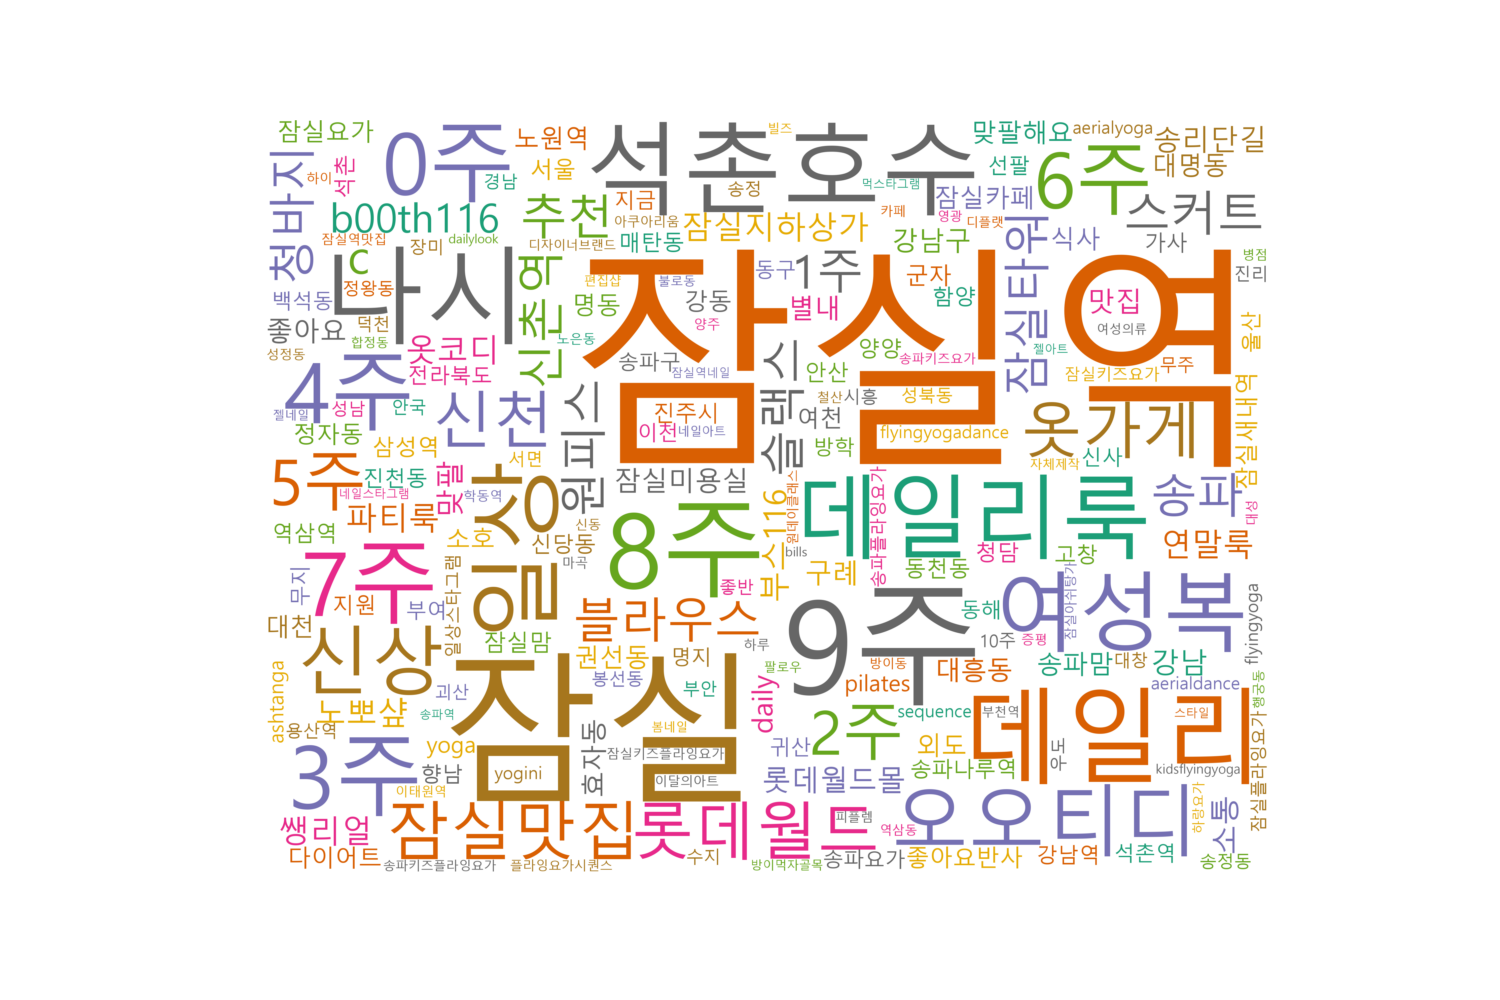 잠실요가
0주
노원역
석촌호수
빌즈
맞팔해요
aerialyoga
송리단길
청바지
하이
석촌
경남
서울
송정
먹스타그램
선팔
6주
대명동
b00th116
추천
지금
잠실카페
스커트
잠실역맛집
dailylook
장미
아쿠아리움
디자이너브랜드
매탄동
잠실지하상가
카페
영광
디플랫
강남구
잠실타워
식사
가사
c
나시
신촌역
편집샵
불로동
동구
1주
군자
병점
진리
백석동
정왕동
명동
강동
별내
함양
맛집
좋아요
덕천
합정동
양주
여성의류
울산
성정동
옷코디
노은동
잠실역
송파구
슬랙스
양양
송파키즈요가
젤아트
무주
4주
전라북도
잠실역네일
안산
잠실키즈요가
젤네일
성남
안국
신천
원피스
진주시
철산
시흥
성북동
옷가게
잠실새내역
정자동
이천
네일아트
여천
flyingyogadance
삼성역
서면
방학
자체제작
신사
5주
진천동
맞팔
일상
잠실미용실
데일리룩
송파
네일스타그램
학동역
부스116
원데이클래스
송파플라잉요가
대성
역삼역
파티룩
소호
신당동
신동
8주
bills
청담
고창
연말룩
7주
무지
일상스타그램
마곡
좋반
구례
동천동
여성복
잠실아쉬탕가
flyingyoga
지원
부여
블라우스
9주
동해
대천
신상
잠실맘
하루
10주
증평
권선동
명지
팔로우
방이동
대흥동
송파맘
대창
강남
ashtanga
노뽀샾
괴산
잠실
봉선동
부안
daily
pilates
aerialdance
행궁동
용산역
송파역
봄네일
2주
sequence
부천역
데일리
스타일
잠실플라잉요가
3주
yoga
효자동
잠실키즈플라잉요가
귀산
외도
우도
향남
yogini
이달의아트
롯데월드몰
송파나루역
kidsflyingyoga
이태원역
쌩리얼
잠실맛집
롯데월드
피플렘
역삼동
오오티디
하랑요가
소통
다이어트
송파키즈플라잉요가
플라잉요가시퀀스
수지
방이먹자골목
송파요가
좋아요반사
강남역
석촌역
송정동